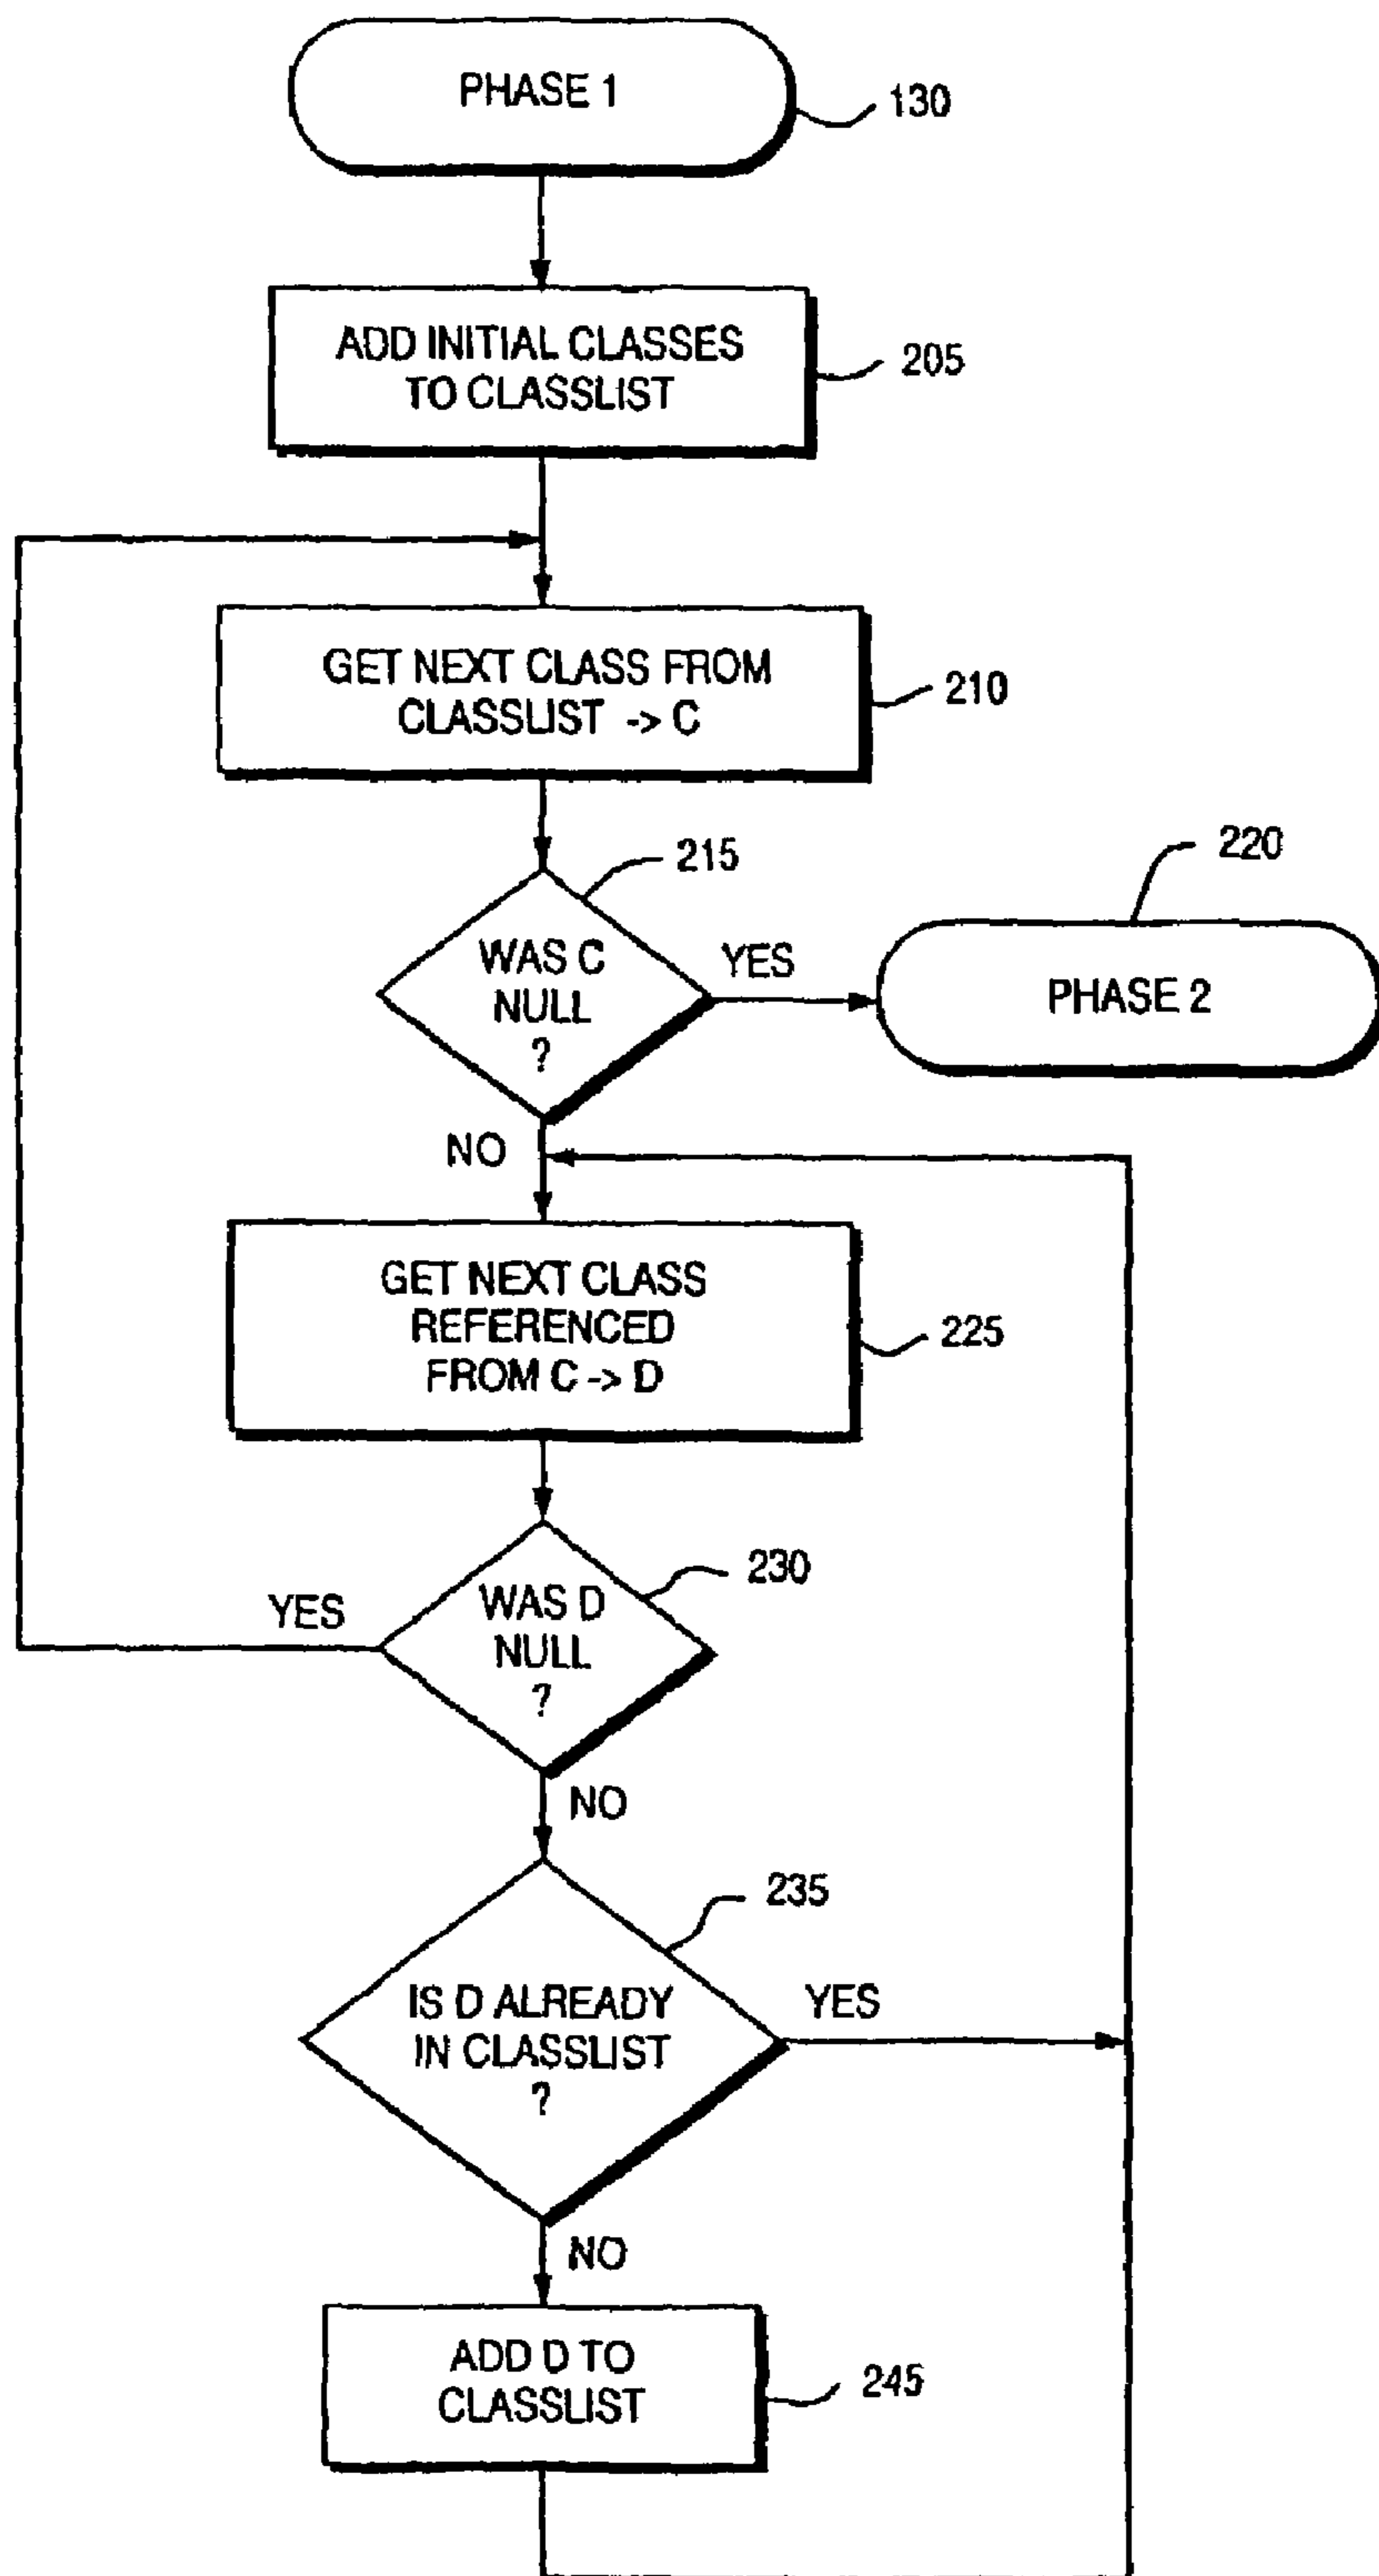 PHASE 1
130
ADD INITIAL CLASSES
TO CLASSLIST
205
GET NEXT CLASS FROM
CLASSLIST -> C
210
215
WAS C
NULL
?
YES
220
PHASE 2
NO
GET NEXT CLASS
REFERENCED
FROM C -> D
225
230
WAS D
NULL
?
YES
NO
235
IS D ALREADY
IN CLASSLIST
?
YES
NO
ADD D TO
CLASSLIST
245